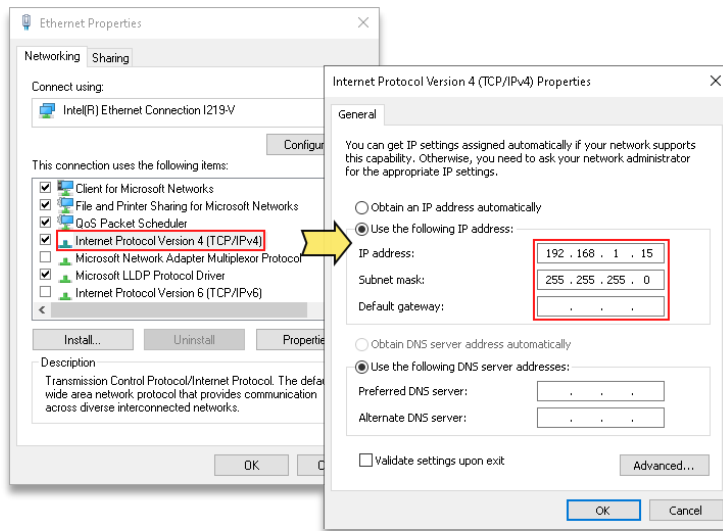 Ethernet Properties
Networking
Sharing
Connect using:
Intel(R) Ethernet Connection I219-V
This connection uses the following items:
Client for Microsoft Networks
File and Printer Sharing for Microsoft Networks
QoS Packet Scheduler
Internet Protocol Version 4 (TCP/IPv4)
Microsoft Network Adapter Multiplexor Protocol
Microsoft LLDP Protocol Driver
Internet Protocol Version 6 (TCP/IPv6)
Install...
Uninstall
Description
Transmission Control Protocol/Internet Protocol. The
wide area network protocol that provides communication
across diverse interconnected networks.
OK
Internet Protocol Version 4 (TCP/IPv4) Properties
General
You can get IP settings assigned automatically if your network supports
this capability. Otherwise, you need to ask your network administrator
for the appropriate IP settings.
Obtain an IP address automatically
Use the following IP address:
IP address: 192 . 168 . 1 . 15
Subnet mask: 255 . 255 . 255 . 0
Default gateway: . . .
Obtain DNS server address automatically
Use the following DNS server addresses:
Preferred DNS server: . . .
Alternate DNS server: . . .
Validate settings upon exit
Advanced...
OK
Cancel